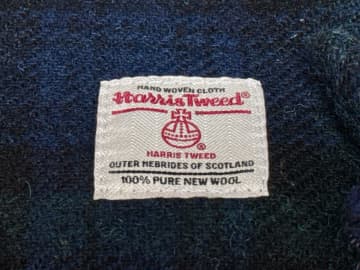 HAND WOVEN CLOTH
Harris Tweed®
HARRIS TWEED
OUTER HEBRIDES OF SCOTLAND
100% PURE NEW WOOL